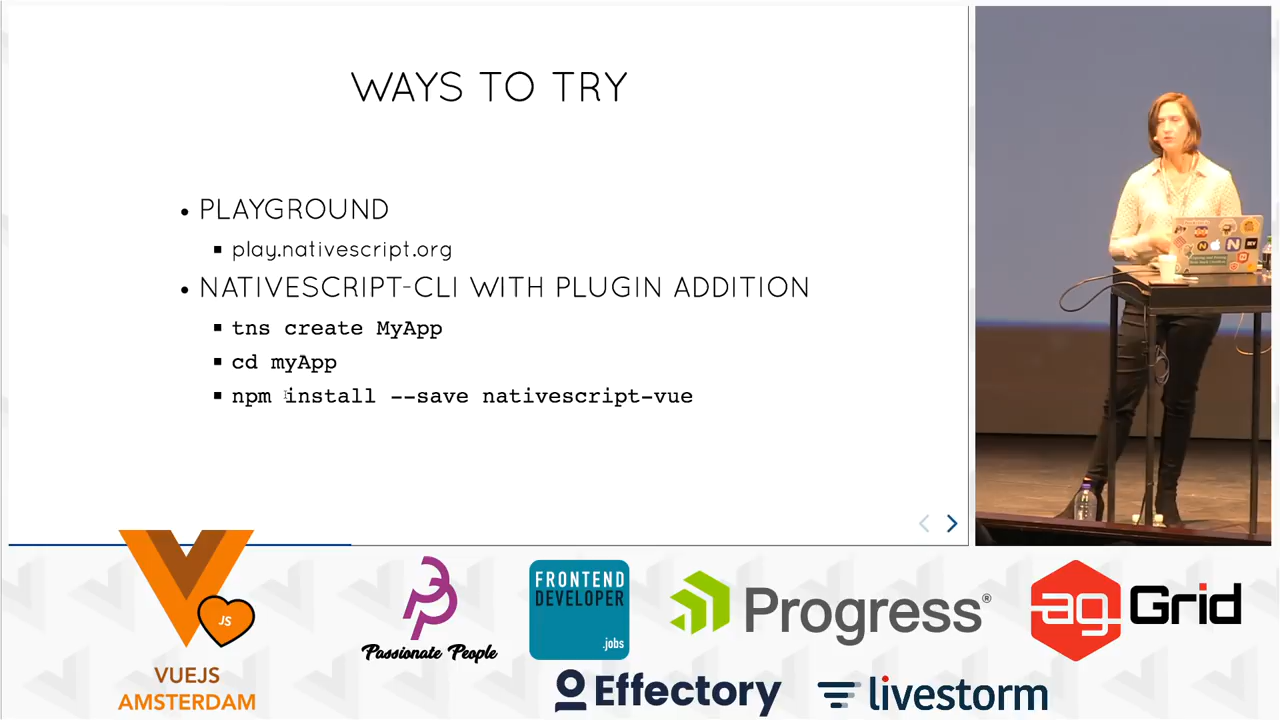 WAYS TO TRY
PLAYGROUND
play.nativescript.org
NATIVESCRIPT-CLI WITH PLUGIN ADDITION
tns create MyApp
cd myApp
npm install --save nativescript-vue
JS
VUEJS
AMSTERDAM
Passionate People
FRONTEND
DEVELOPER
.jobs
Progress®
ag Grid
Effectory
livestorm